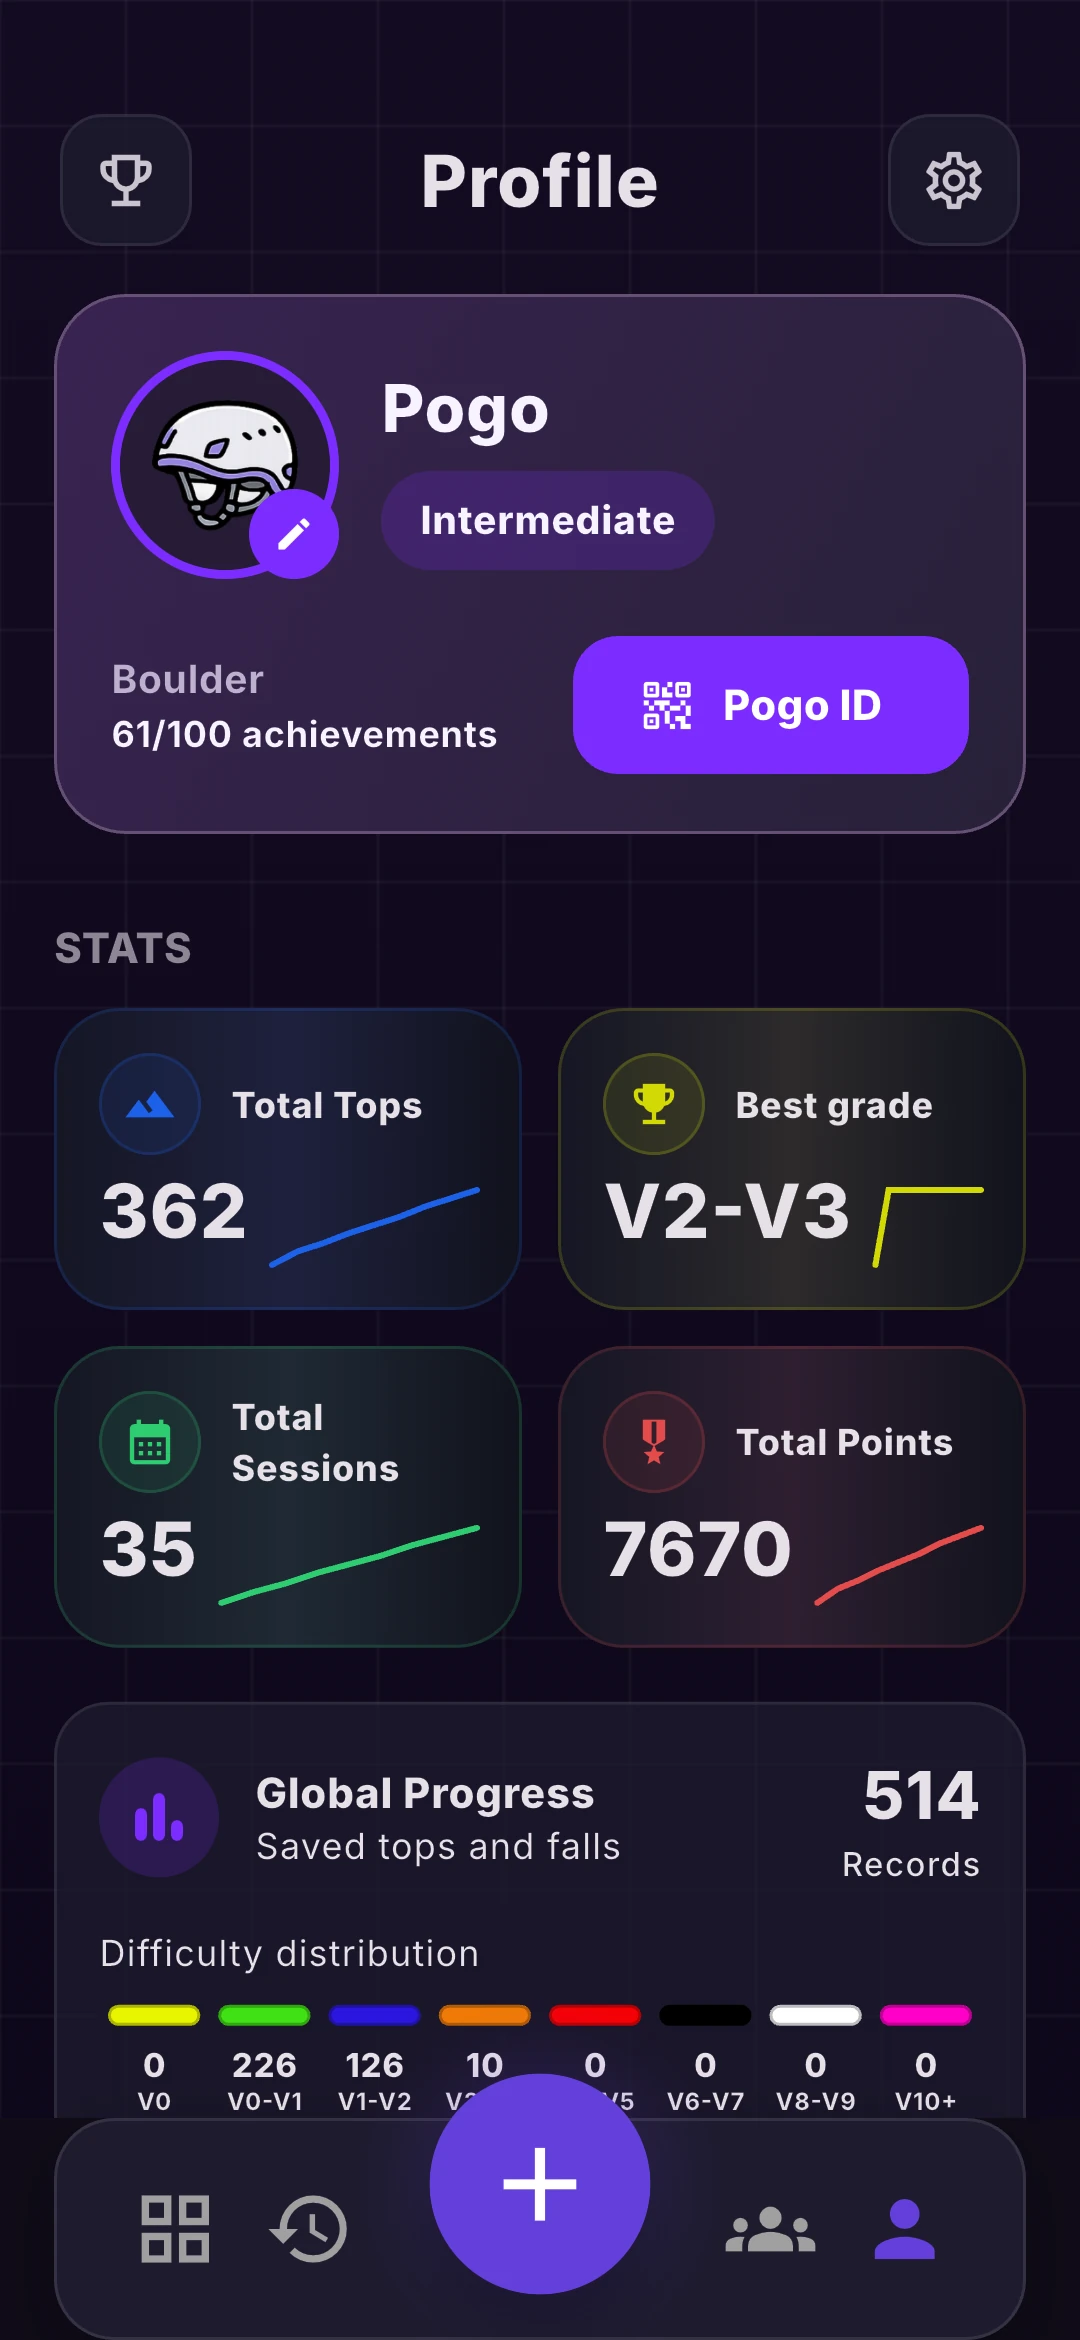 Profile
Pogo
Intermediate
Boulder
61/100 achievements
Pogo ID
STATS
Total Tops
362
Best grade
V2-V3
Total
Sessions
35
Total Points
7670
Global Progress
Saved tops and falls
514
Records
Difficulty distribution
0 226 126 10 0 0 0 0
V0 V0-V1 V1-V2 V6-V7 V8-V9 V10+